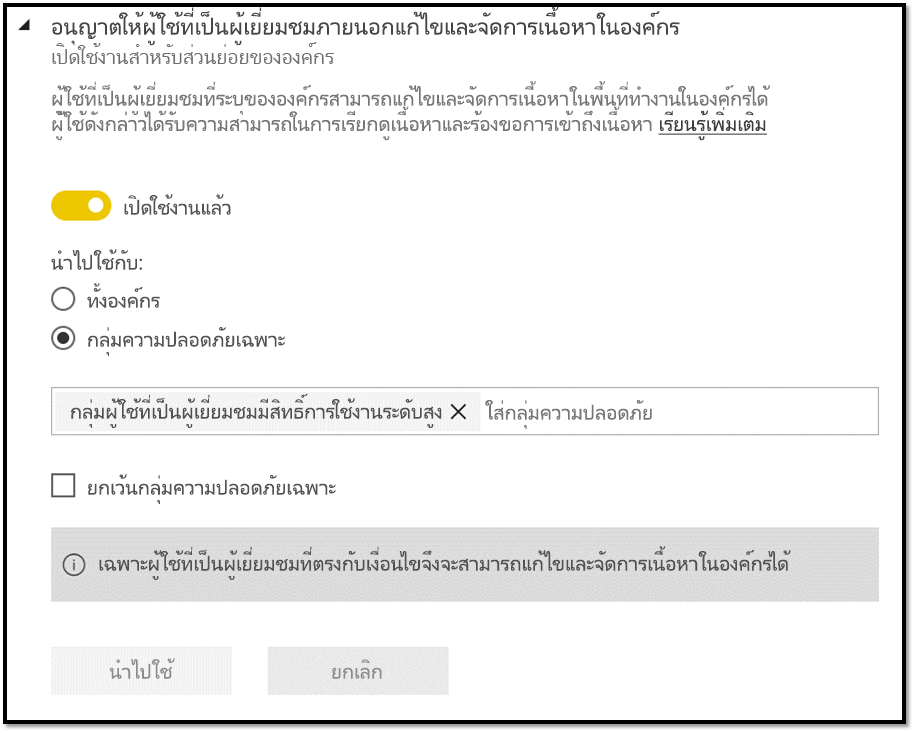 อนุญาตให้ผู้ใช้ที่เป็นผู้เยี่ยมชมภายนอกแก้ไขและจัดการเนื้อหาในองค์กร
เปิดใช้งานสำหรับส่วนย่อยขององค์กร
ผู้ใช้ที่เป็นผู้เยี่ยมชมที่ระบุขององค์กรสามารถแก้ไขและจัดการเนื้อหาในพื้นที่ทำงานในองค์กรได้
ผู้ใช้ดังกล่าวได้รับความสามารถในการเรียกดูเนื้อหาและร้องขอการเข้าถึงเนื้อหา เรียนรู้เพิ่มเติม
เปิดใช้งานแล้ว
นำไปใช้กับ:
ทั้งองค์กร
กลุ่มความปลอดภัยเฉพาะ
กลุ่มผู้ใช้ที่เป็นผู้เยี่ยมชมมีสิทธิ์การใช้งานระดับสูง ใส่กลุ่มความปลอดภัย
ยกเว้นกลุ่มความปลอดภัยเฉพาะ
เฉพาะผู้ใช้ที่เป็นผู้เยี่ยมชมที่ตรงกับเงื่อนไขจึงจะสามารถแก้ไขและจัดการเนื้อหาในองค์กรได้
นำไปใช้ ยกเลิก